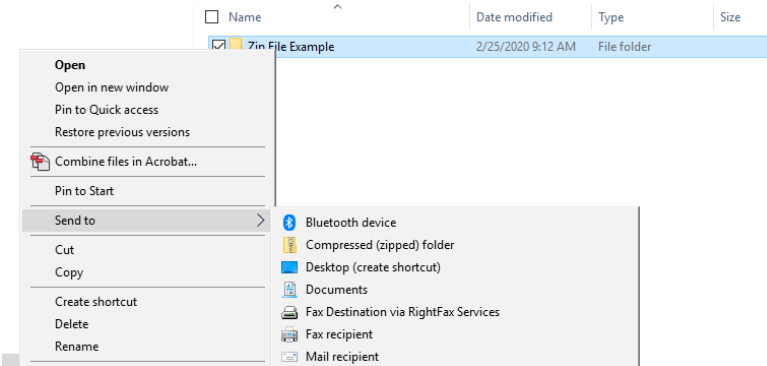 Name Date modified Type Size
Zip File Example 2/25/2020 9:12 AM File folder
Open
Open in new window
Pin to Quick access
Restore previous versions
Combine files in Acrobat...
Pin to Start
Send to
Bluetooth device
Compressed (zipped) folder
Desktop (create shortcut)
Documents
Fax Destination via RightFax Services
Fax recipient
Mail recipient
Cut
Copy
Create shortcut
Delete
Rename